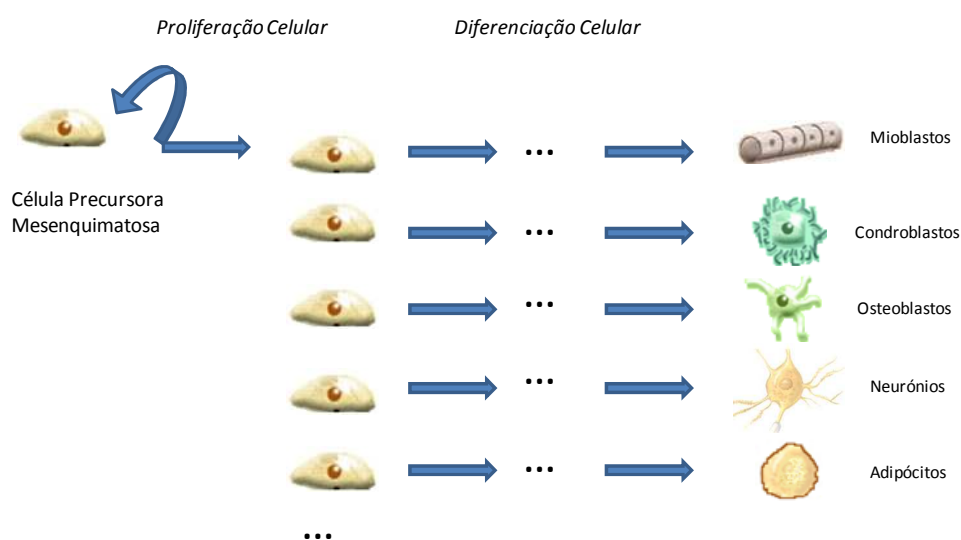 Proliferação Celular
Diferenciação Celular
Célula Precursora
Mesenquimatosa
... Mioblastos
... Condroblastos
... Osteoblastos
... Neurónios
... Adipócitos
...